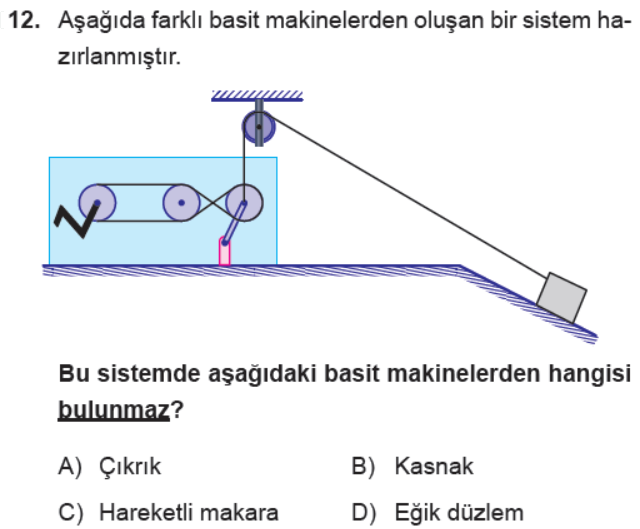 12. Aşağıda farklı basit makinelerden oluşan bir sistem ha-
zırlanmıştır.
Bu sistemde aşağıdaki basit makinelerden hangisi
bulunmaz?
A) Çıkrık
B) Kasnak
C) Hareketli makara
D) Eğik düzlem